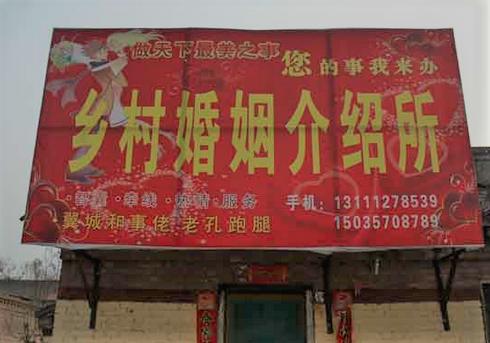 做天下最美之事
您的事我来办
乡村婚姻介绍所
·牵线·热情·服务
手机：13111278539
15035708789
翼城和事佬 老孔跑腿